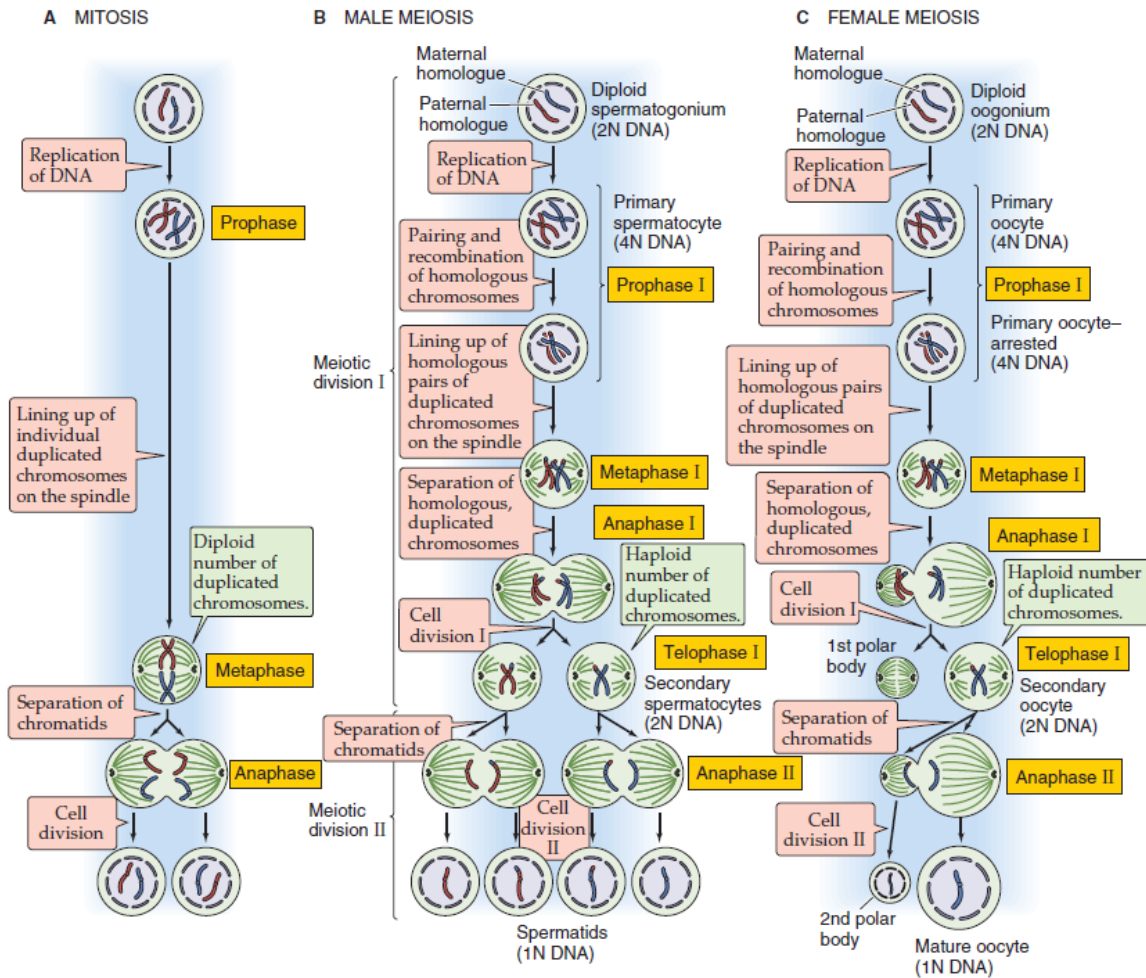 A MITOSIS
Replication
of DNA
Prophase
Lining up of
individual
duplicated
chromosomes
on the spindle
Diploid
number of
duplicated
chromosomes.
Metaphase
Separation of
chromatids
Anaphase
Cell
division
B MALE MEIOSIS
Maternal
homologue
Paternal
homologue
Diploid
spermatogonium
(2N DNA)
Replication
of DNA
Primary
spermatocyte
(4N DNA)
Pairing and
recombination
of homologous
chromosomes
Prophase I
Meiotic
division I
Lining up of
homologous
pairs of
duplicated
chromosomes
on the spindle
Metaphase I
Separation of
homologous,
duplicated
chromosomes
Anaphase I
Haploid
number of
duplicated
chromosomes.
Cell
division I
Telophase I
Secondary
spermatocytes
(2N DNA)
Separation of
chromatids
Anaphase II
Meiotic
division II
Cell
division
II
Spermatids
(1N DNA)
C FEMALE MEIOSIS
Maternal
homologue
Paternal
homologue
Diploid
oogonium
(2N DNA)
Replication
of DNA
Primary
oocyte
(4N DNA)
Pairing and
recombination
of homologous
chromosomes
Prophase I
Primary oocyte–
arrested
(4N DNA)
Lining up of
homologous pairs
of duplicated
chromosomes on
the spindle
Metaphase I
Separation of
homologous,
duplicated
chromosomes
Anaphase I
Haploid number
of duplicated
chromosomes.
Cell
division I
1st polar
body
Telophase I
Secondary
oocyte
(2N DNA)
Separation of
chromatids
Anaphase II
Cell
division II
2nd polar
body
Mature oocyte
(1N DNA)